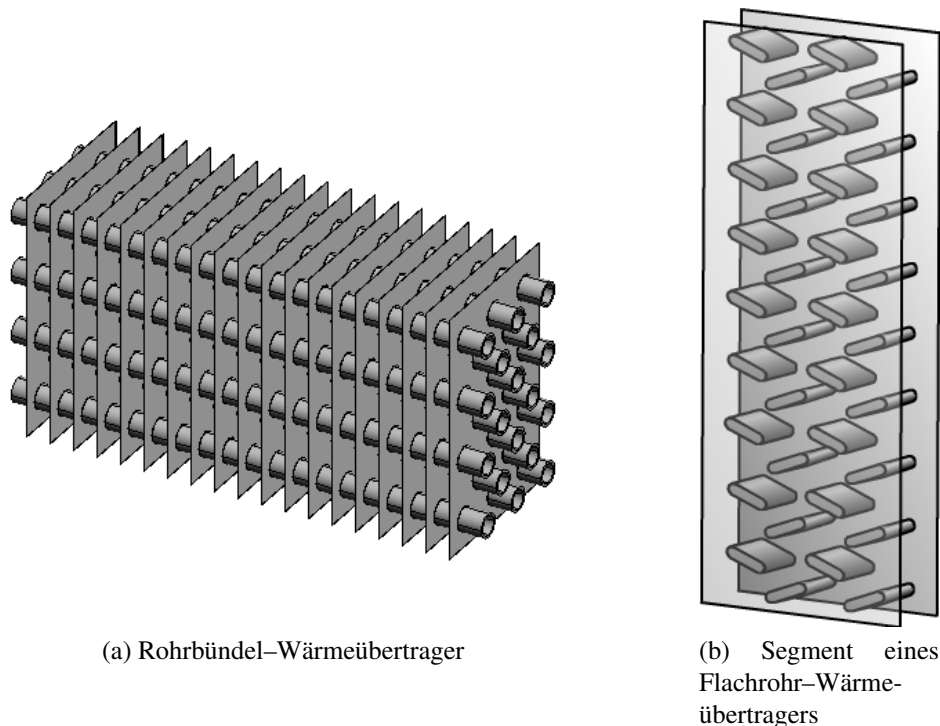 (a) Rohrbündel–Wärmeübertrager
(b) Segment eines
Flachrohr–Wärme-
übertragers